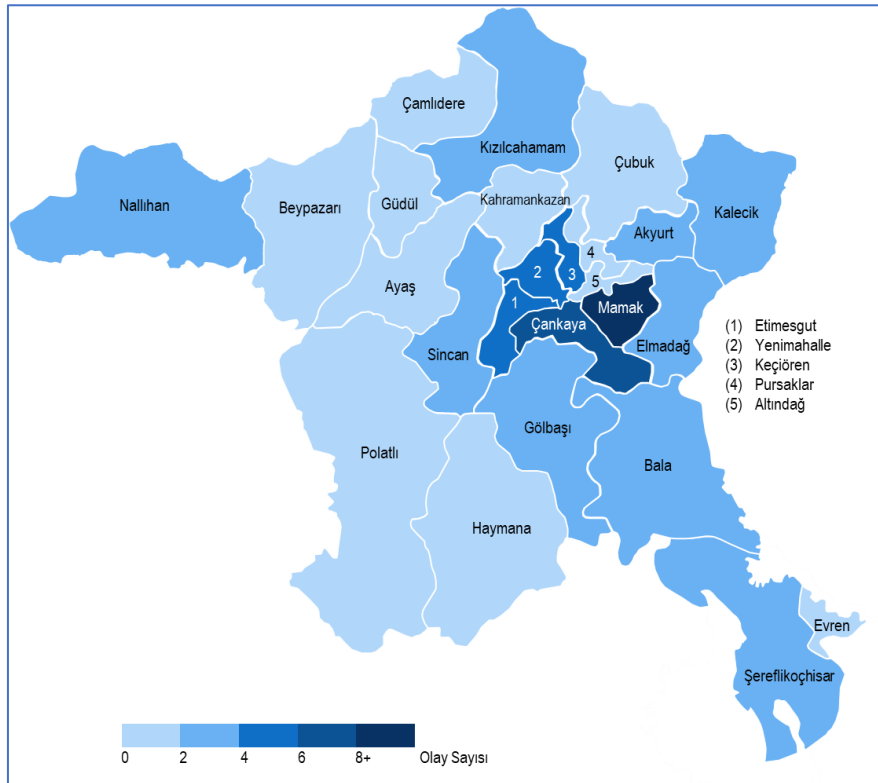 Çamlıdere
Kızılcahamam
Çubuk
Nallıhan
Beypazarı
Güdül
Kahramankazan
Kalecik
Akyurt
4
2
3
5
Ayaş
1
Mamak
Çankaya
Sincan
Elmadağ
(1) Etimesgut
(2) Yenimahalle
(3) Keçiören
(4) Pursaklar
(5) Altındağ
Gölbaşı
Polatlı
Bala
Haymana
Evren
Şereflikoçhisar
0 2 4 6 8+ Olay Sayısı